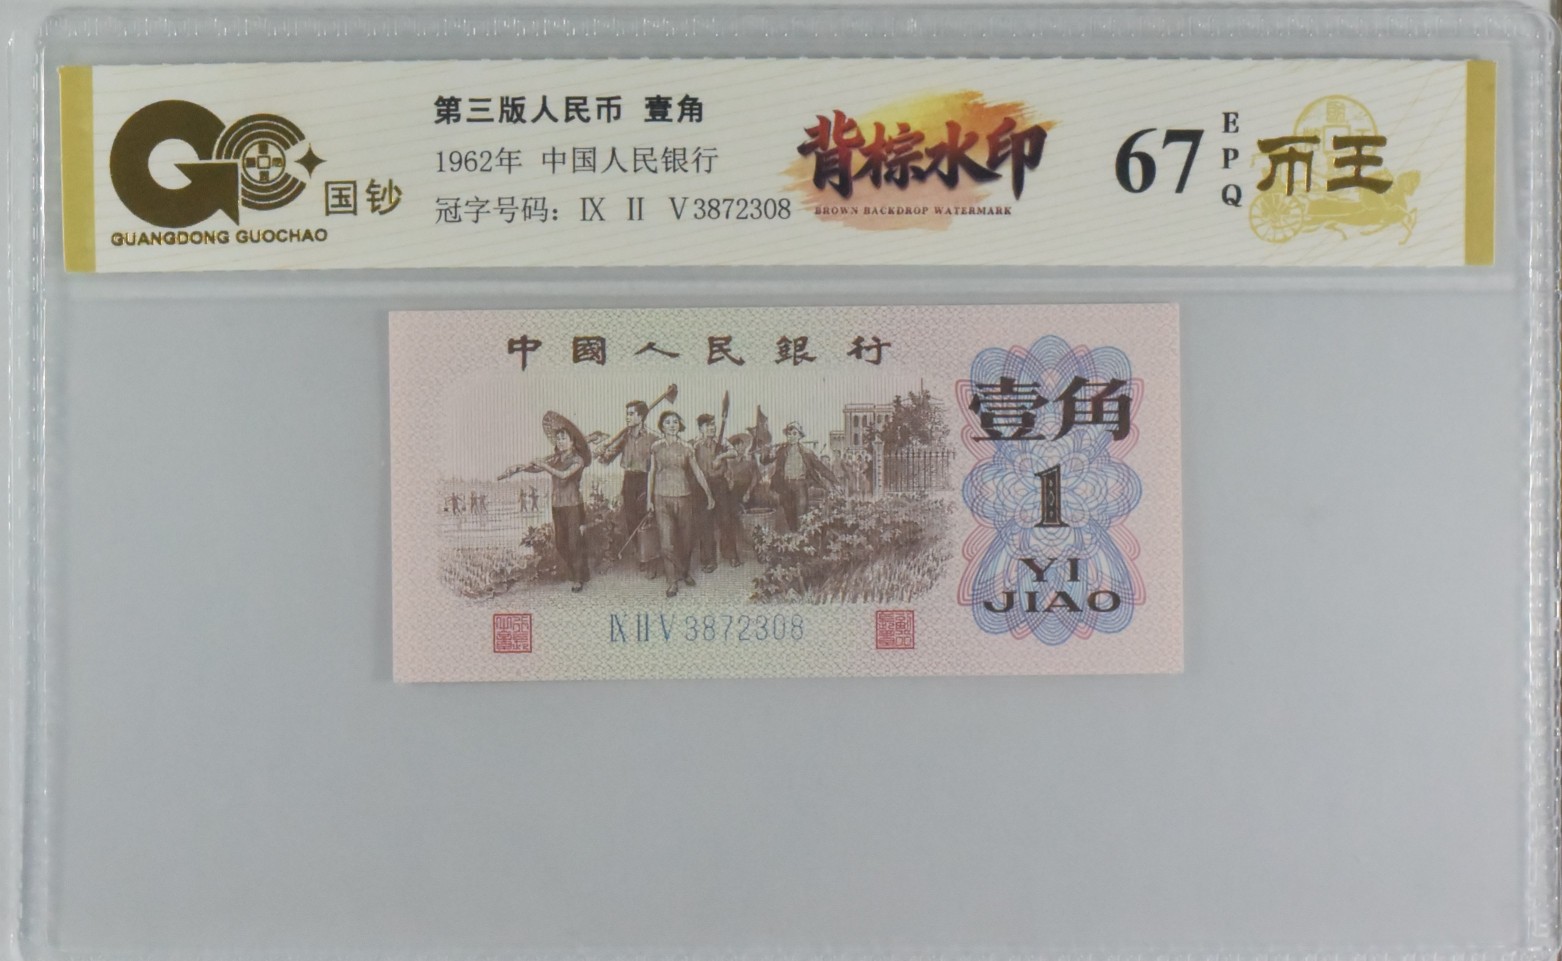 GUANGDONG GUOCHAO
国钞
第三版人民币 壹角
1962年 中国人民银行
冠字号码：Ⅸ Ⅱ Ⅴ3872308
背棕水印
BROWN BACKDROP WATERMARK
67
EPQ
币王
中國人民銀行
壹角
1
YI
JIAO
ⅨⅡⅤ3872308